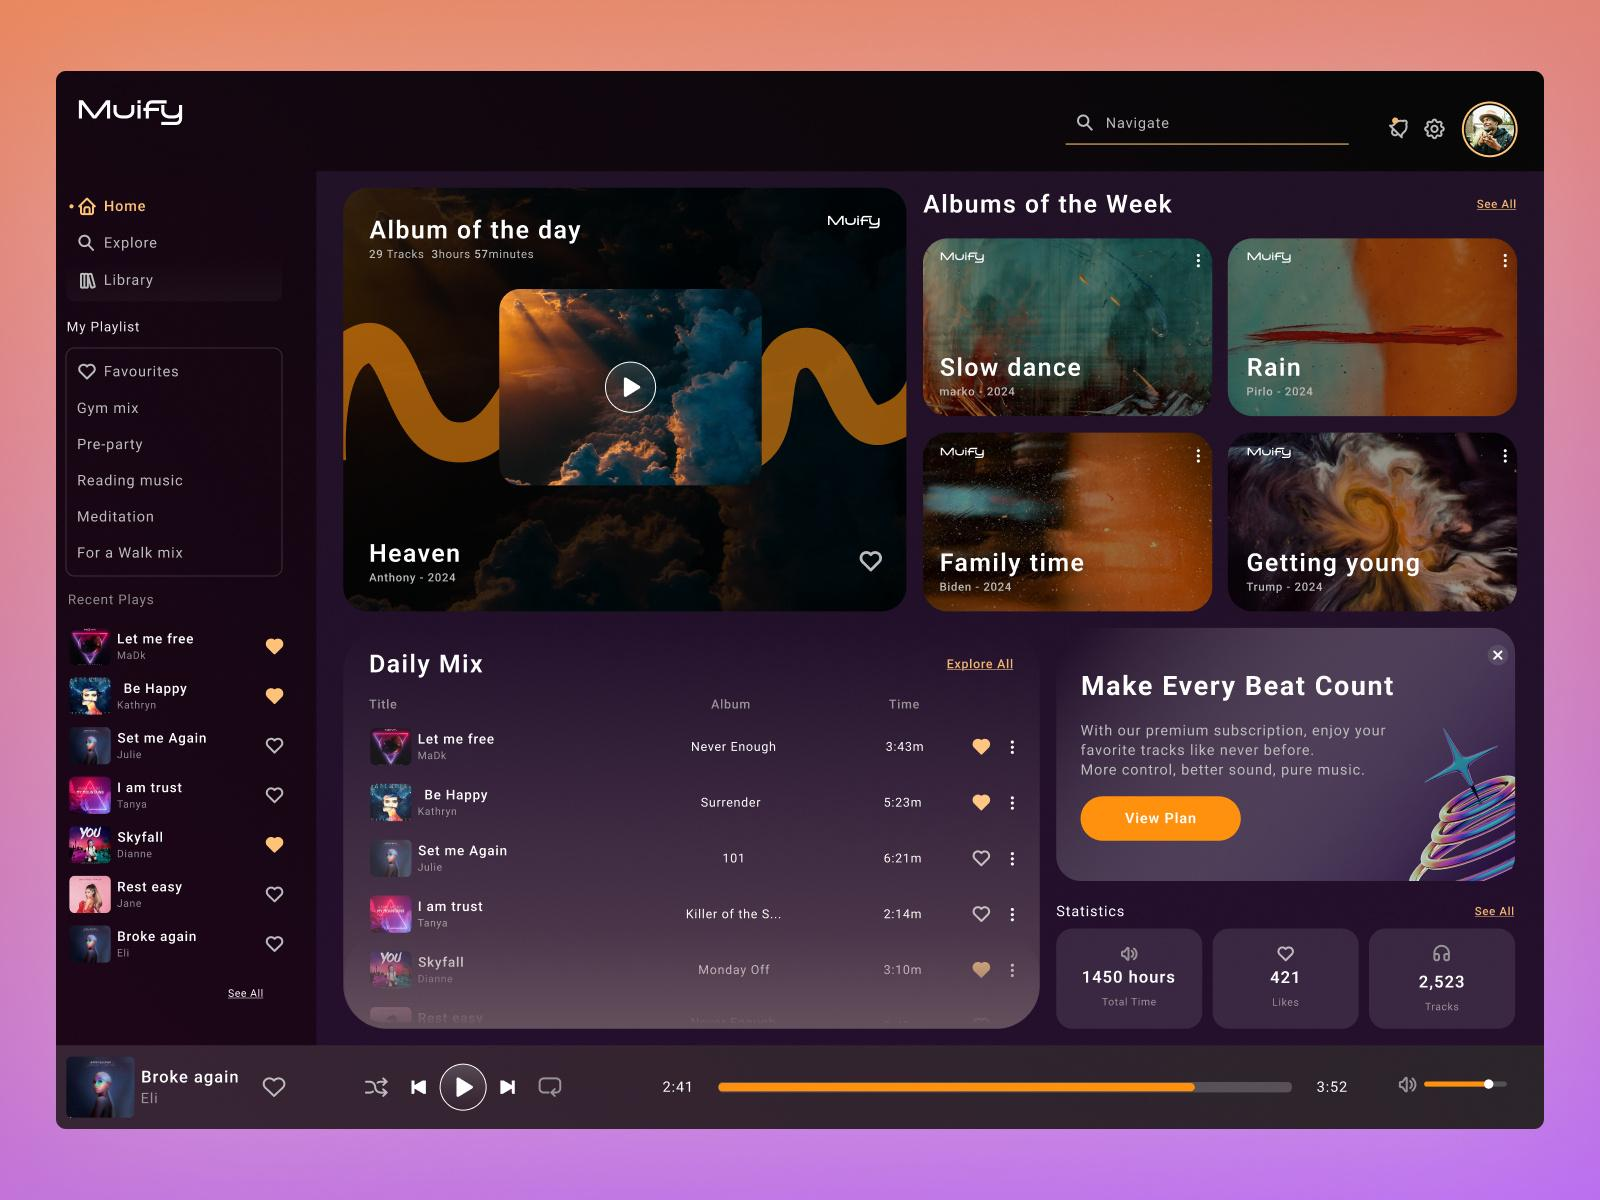 Muify
Navigate
Home
Explore
Library
My Playlist
Favourites
Gym mix
Pre-party
Reading music
Meditation
For a Walk mix
Recent Plays
Let me free
MaDk
Be Happy
Kathryn
Set me Again
Julie
I am trust
Tanya
YOU
Skyfall
Dianne
Rest easy
Jane
Broke again
Eli
See All
Album of the day
Muify
29 Tracks 3hours 57minutes
Heaven
Anthony - 2024
Albums of the Week
See All
Muify
Slow dance
marko - 2024
Muify
Rain
Pirlo - 2024
Muify
Family time
Biden - 2024
Muify
Getting young
Trump - 2024
Daily Mix
Explore All
Title Album Time
Let me free
MaDk
Never Enough
3:43m
Be Happy
Kathryn
Surrender
5:23m
Set me Again
Julie
101
6:21m
I am trust
Tanya
Killer of the S...
2:14m
YOU
Skyfall
Dianne
Monday Off
3:10m
Rest easy
Never Enough
Make Every Beat Count
With our premium subscription, enjoy your
favorite tracks like never before.
More control, better sound, pure music.
View Plan
Statistics
See All
1450 hours
Total Time
421
Likes
2,523
Tracks
Broke again
Eli
2:41
3:52